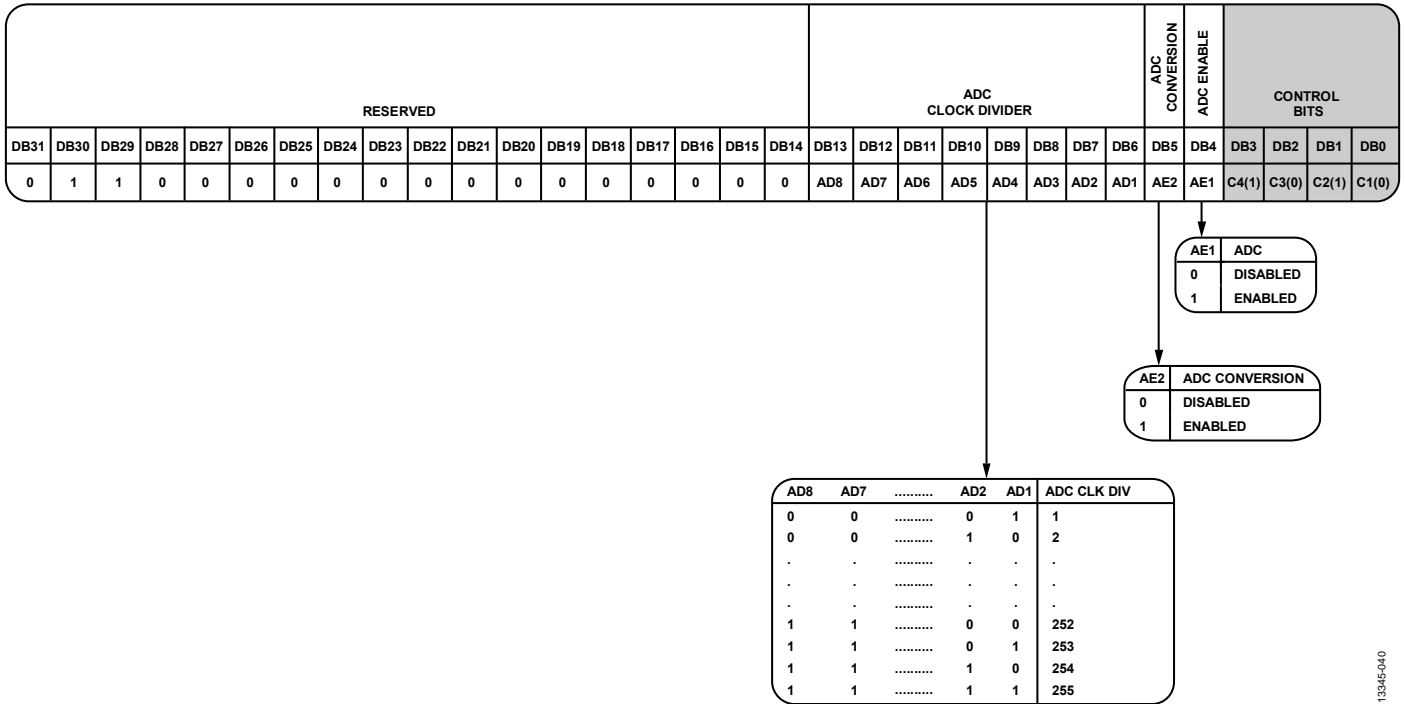 RESERVED
ADC
CLOCK DIVIDER
ADC
CONVERSION
ADC ENABLE
CONTROL
BITS
DB31 DB30 DB29 DB28 DB27 DB26 DB25 DB24 DB23 DB22 DB21 DB20 DB19 DB18 DB17 DB16 DB15 DB14 DB13 DB12 DB11 DB10 DB9 DB8 DB7 DB6 DB5 DB4 DB3 DB2 DB1 DB0
0 1 1 0 0 0 0 0 0 0 0 0 0 0 0 0 0 0 AD8 AD7 AD6 AD5 AD4 AD3 AD2 AD1 AE2 AE1 C4(1) C3(0) C2(1) C1(0)
AE1 ADC
0 DISABLED
1 ENABLED
AE2 ADC CONVERSION
0 DISABLED
1 ENABLED
AD8 AD7 .......... AD2 AD1 ADC CLK DIV
0 0 .......... 0 1 1
0 0 .......... 1 0 2
. . .......... . . .
. . .......... . . .
. . .......... . . .
1 1 .......... 0 0 252
1 1 .......... 0 1 253
1 1 .......... 1 0 254
1 1 .......... 1 1 255
13345-040